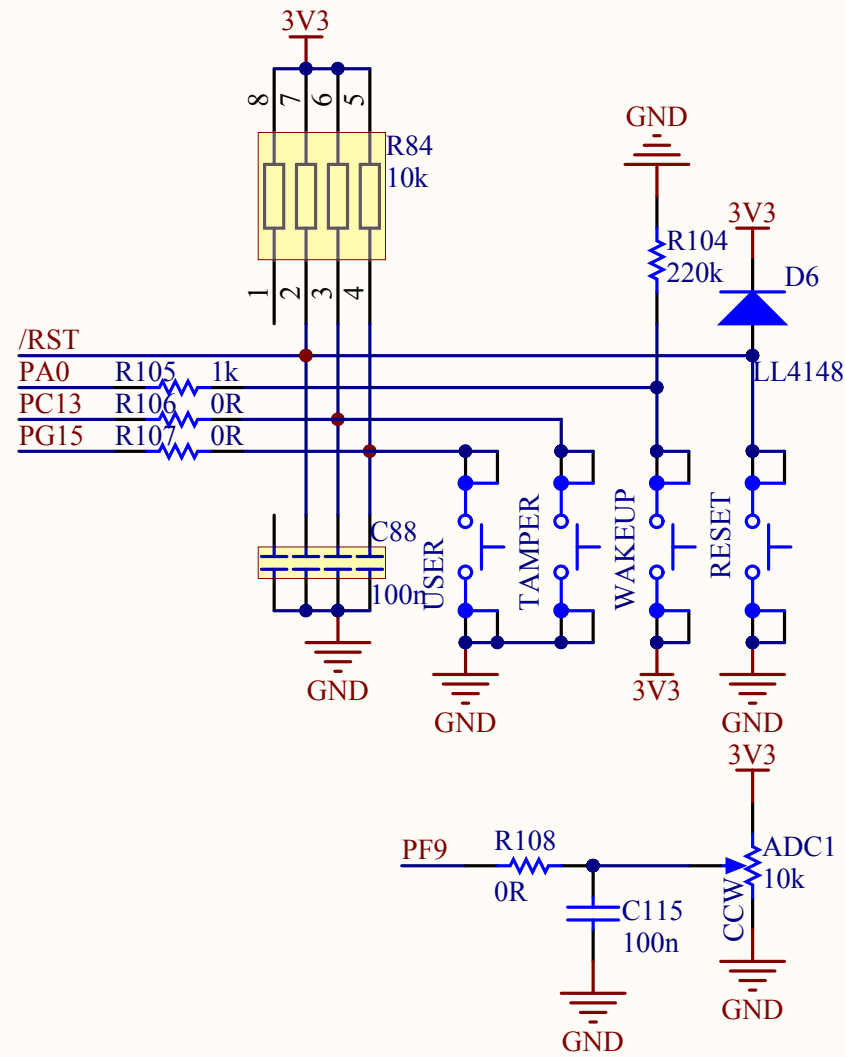 3V3
8
7
6
5
R84
10k
GND
R104
220k
3V3
D6
1
2
3
4
/RST
LL4148
PA0 R105 1k
PC13 R106 0R
PG15 R107 0R
C88
100n
USER
TAMPER
WAKEUP
RESET
GND
GND
3V3
GND
3V3
PF9
R108
0R
ADC1
10k
CCW
C115
100n
GND
GND